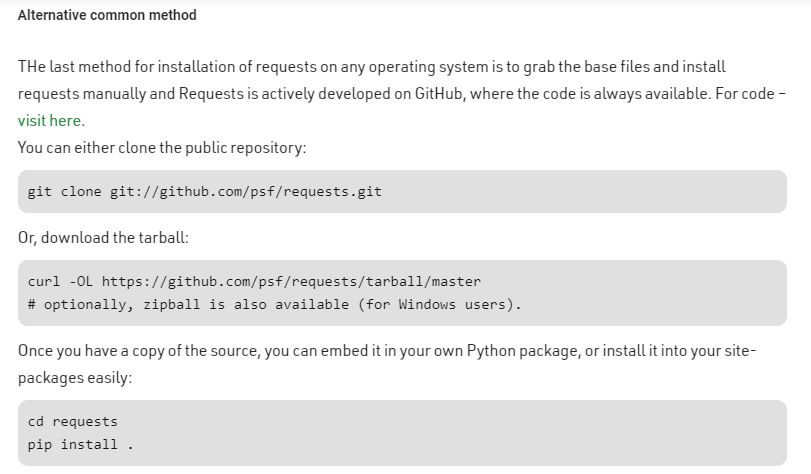 Alternative common method
THe last method for installation of requests on any operating system is to grab the base files and install
requests manually and Requests is actively developed on GitHub, where the code is always available. For code –
visit here.
You can either clone the public repository:
git clone git://github.com/psf/requests.git
Or, download the tarball:
curl -OL https://github.com/psf/requests/tarball/master
# optionally, zipball is also available (for Windows users).
Once you have a copy of the source, you can embed it in your own Python package, or install it into your site-
packages easily:
cd requests
pip install .